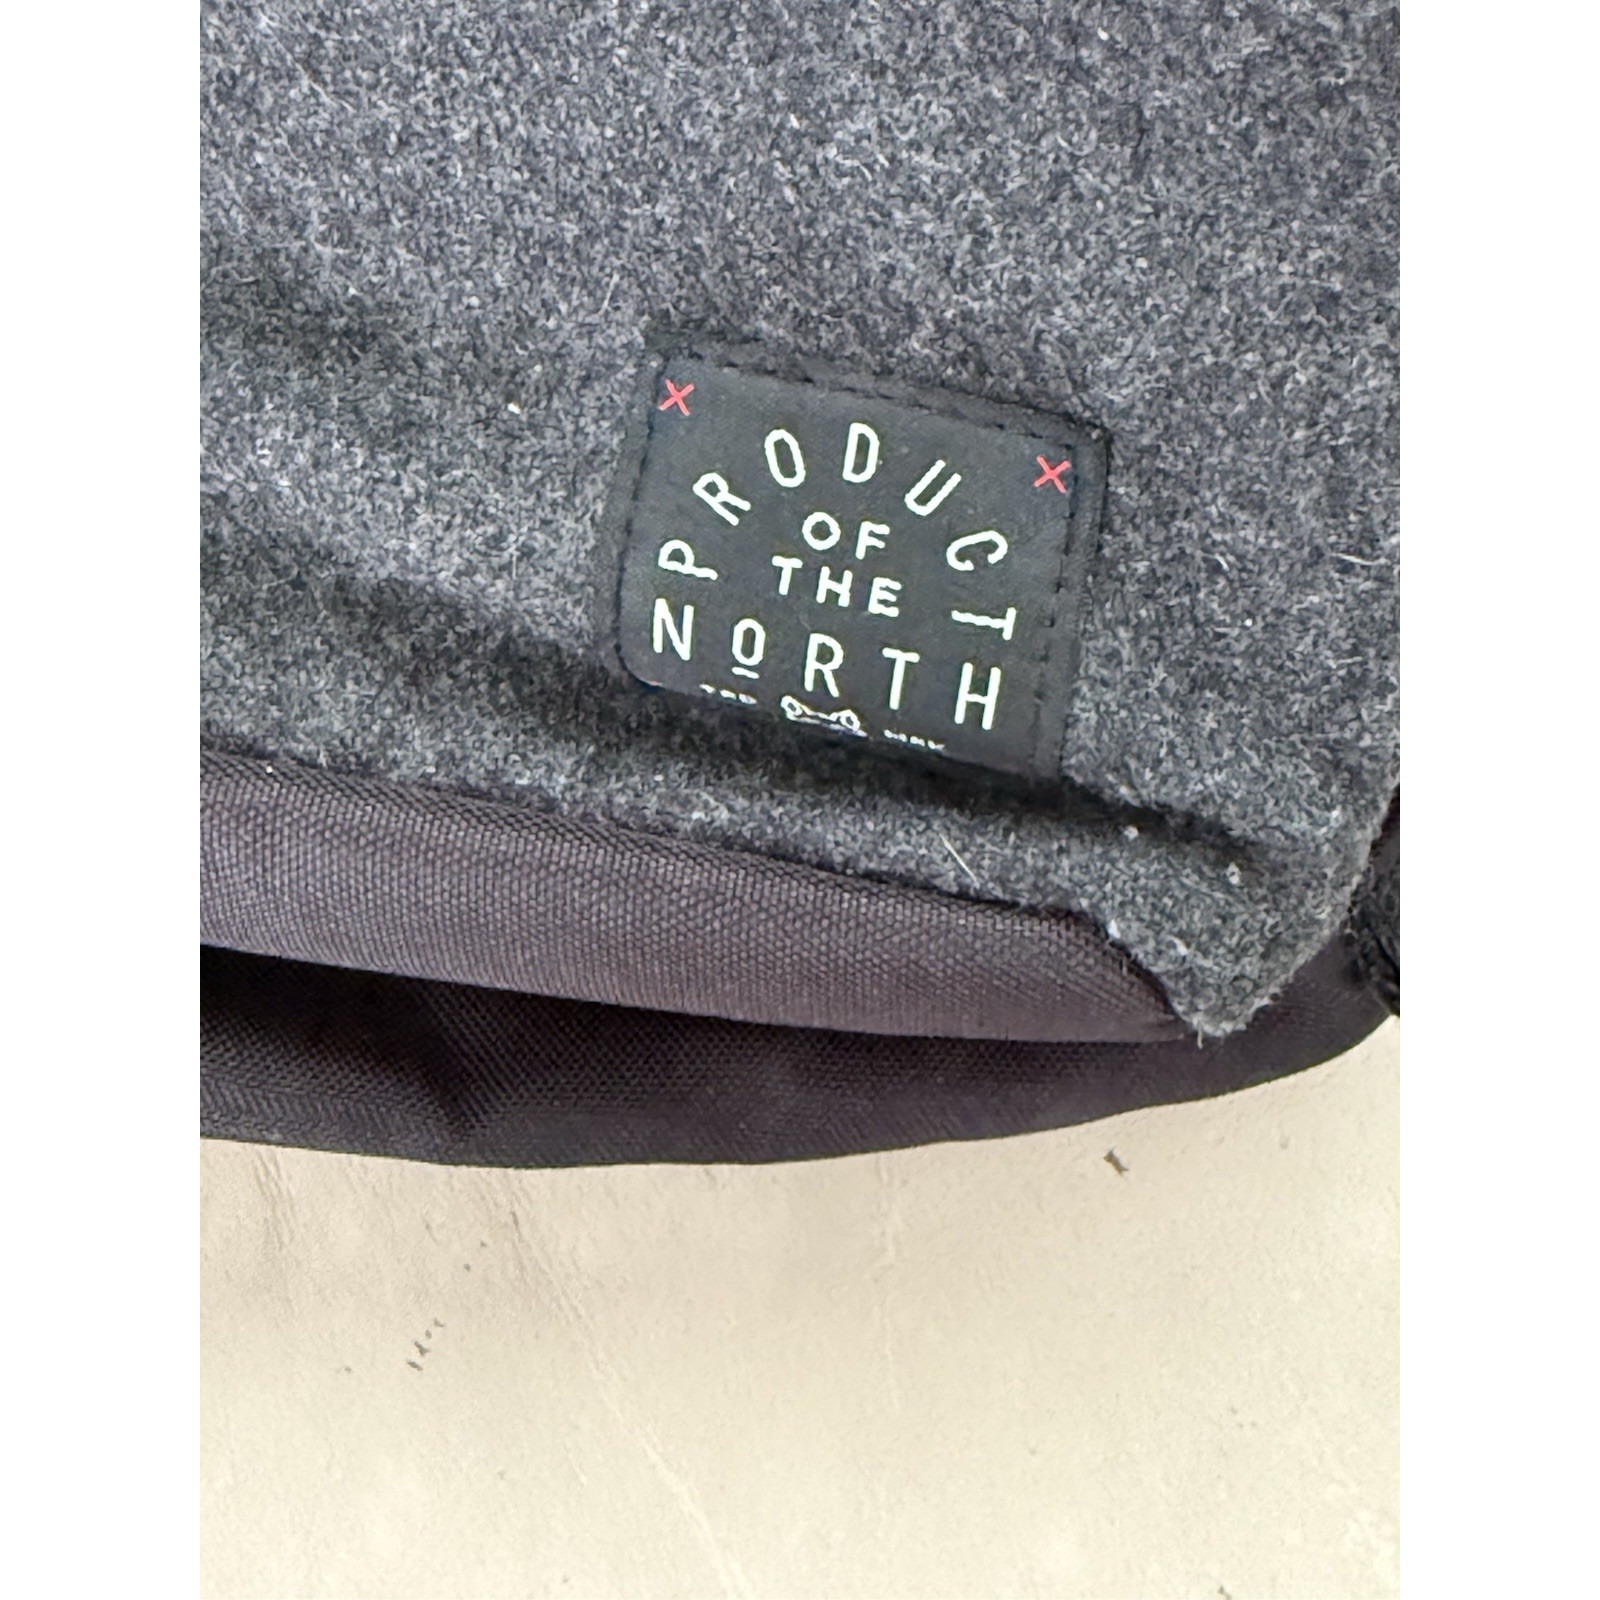 PRODUCT
OF
THE
NORTH